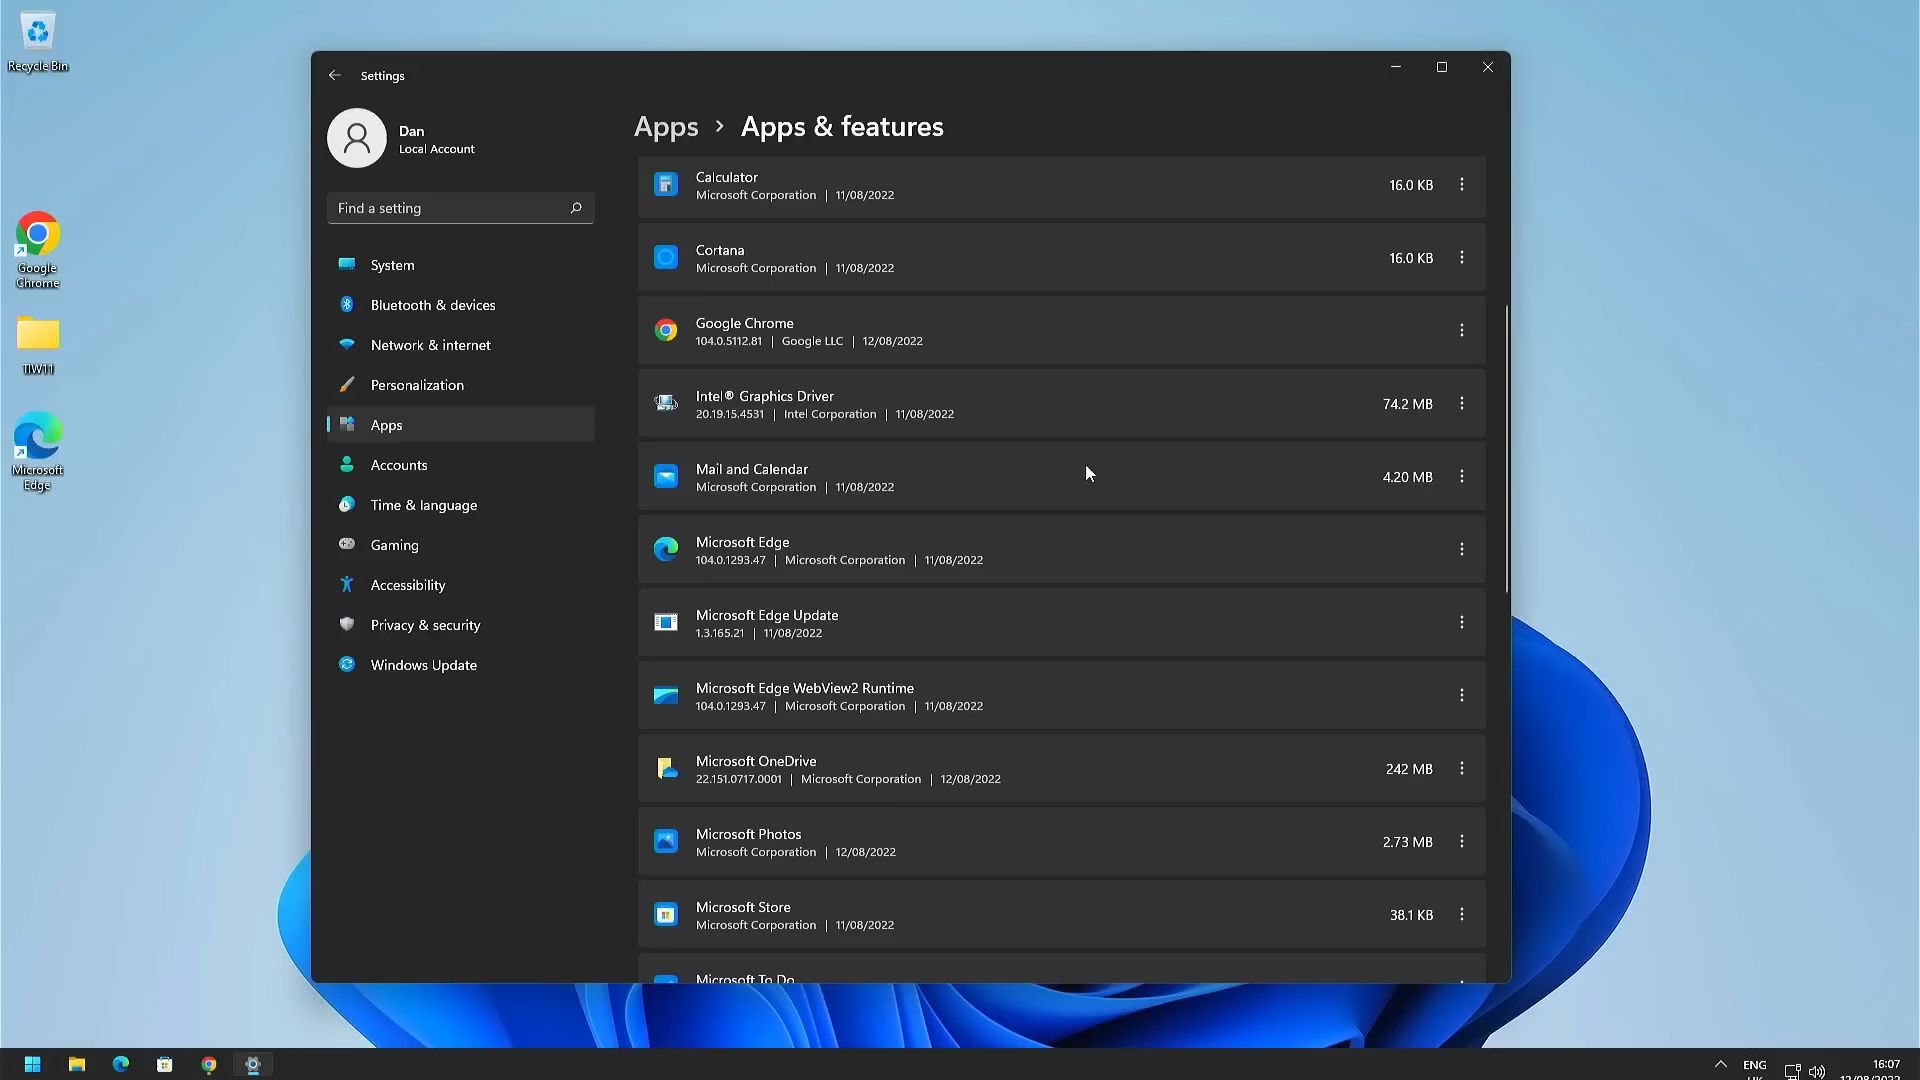 Recycle Bin
Google
Chrome
TIW11
Microsoft
Edge
Settings
Dan
Local Account
Find a setting
System
Bluetooth & devices
Network & internet
Personalization
Apps
Accounts
Time & language
Gaming
Accessibility
Privacy & security
Windows Update
Apps > Apps & features
Calculator
Microsoft Corporation | 11/08/2022
16.0 KB
Cortana
Microsoft Corporation | 11/08/2022
16.0 KB
Google Chrome
104.0.5112.81 | Google LLC | 12/08/2022
Intel® Graphics Driver
20.19.15.4531 | Intel Corporation | 11/08/2022
74.2 MB
Mail and Calendar
Microsoft Corporation | 11/08/2022
4.20 MB
Microsoft Edge
104.0.1293.47 | Microsoft Corporation | 11/08/2022
Microsoft Edge Update
1.3.165.21 | 11/08/2022
Microsoft Edge WebView2 Runtime
104.0.1293.47 | Microsoft Corporation | 11/08/2022
Microsoft OneDrive
22.151.0717.0001 | Microsoft Corporation | 12/08/2022
242 MB
Microsoft Photos
Microsoft Corporation | 12/08/2022
2.73 MB
Microsoft Store
Microsoft Corporation | 11/08/2022
38.1 KB
Microsoft To Do
ENG
UK
16:07
12/08/2022